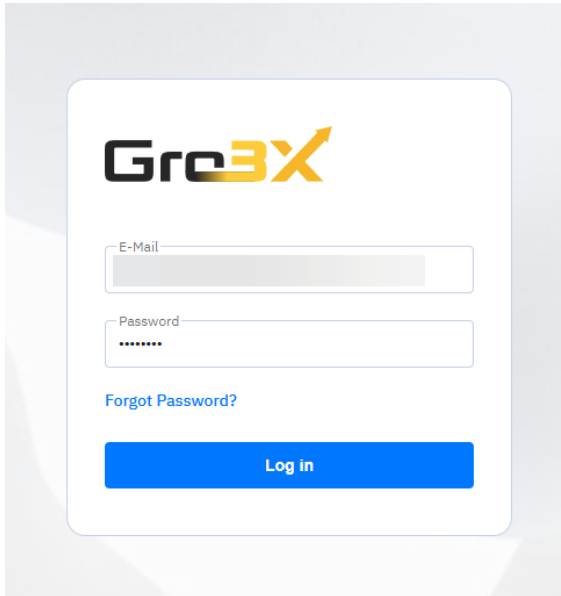 Gro3X
E-Mail
Password
••••••••
Forgot Password?
Log in